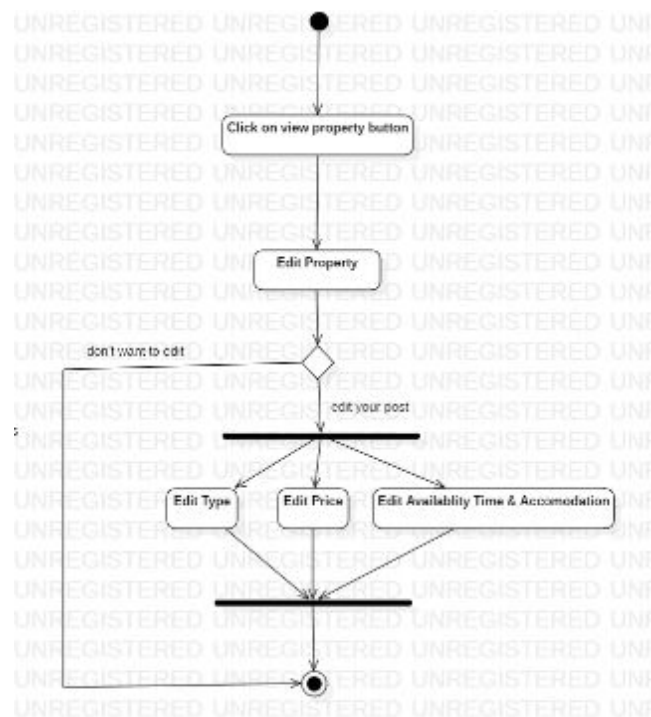 UNREGISTERED UNREGISTERED UNREGISTERED
Click on view property button
Edit Property
don't want to edit
edit your post
Edit Type
Edit Price
Edit Availablity Time & Accomodation